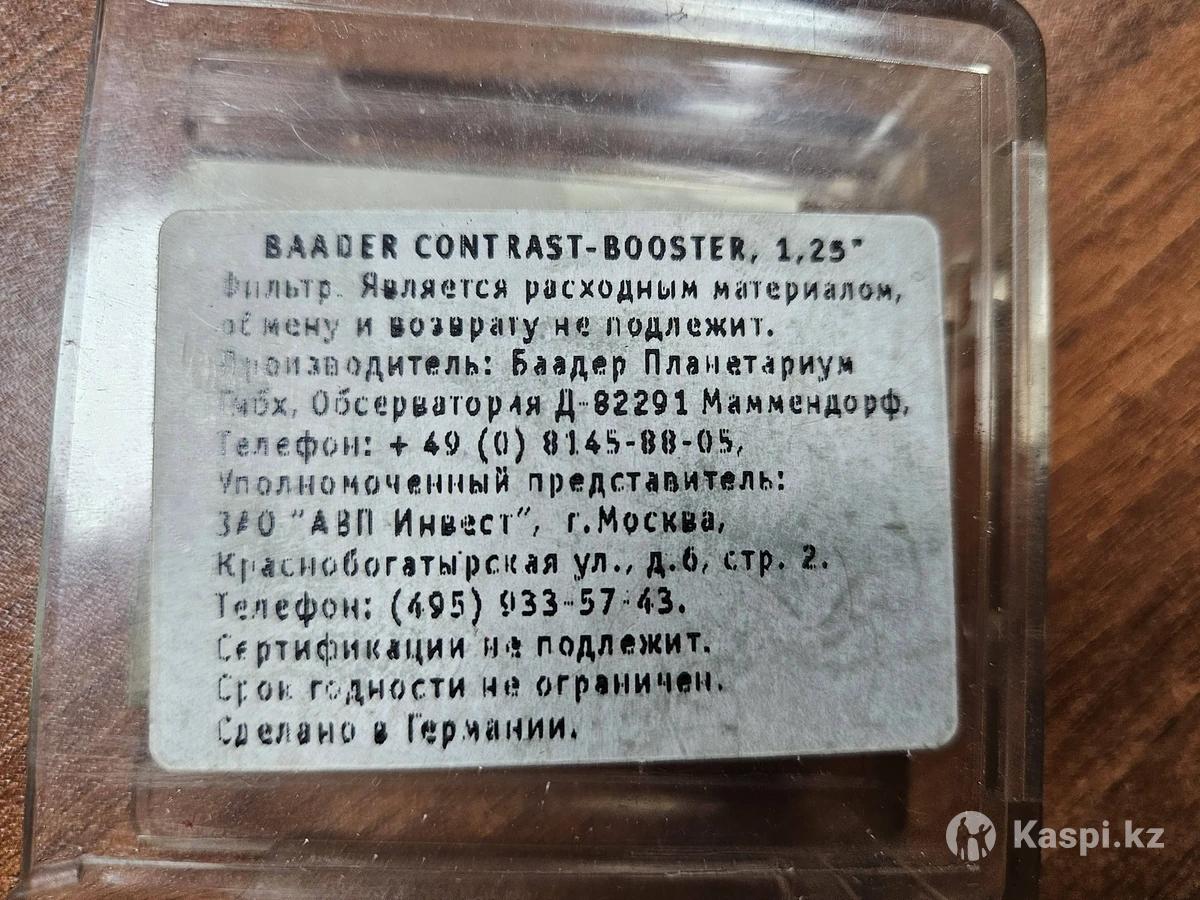 BAADER CONTRAST-BOOSTER, 1,25"
Фильтр. Является расходным материалом,
обмену и возврату не подлежит.
Производитель: Баадер Планетариум
Гмбх, Обсерватория Д-82291 Маммендорф,
Телефон: + 49 (0) 8145-88-05,
Уполномоченный представитель:
ЗАО "АВП Инвест", г.Москва,
Краснобогатырская ул., д.6, стр. 2.
Телефон: (495) 933-57-43.
Сертификации не подлежит.
Срок годности не ограничен.
Сделано в Германии.
Kaspi.kz